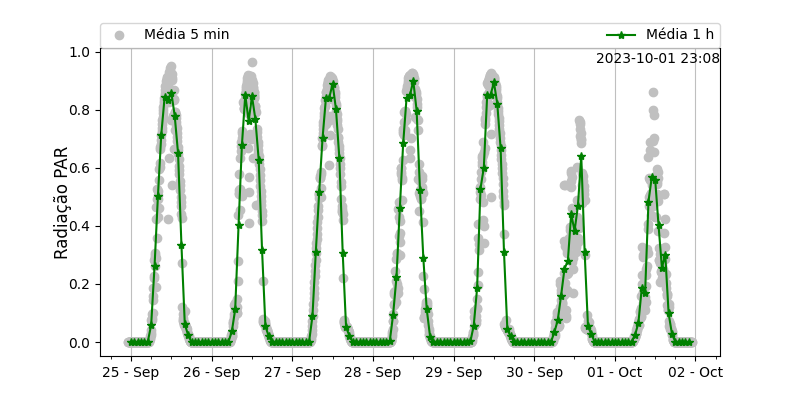 Média 5 min
Média 1 h
2023-10-01 23:08
Radiação PAR
1.0
0.8
0.6
0.4
0.2
0.0
25 - Sep
26 - Sep
27 - Sep
28 - Sep
29 - Sep
30 - Sep
01 - Oct
02 - Oct